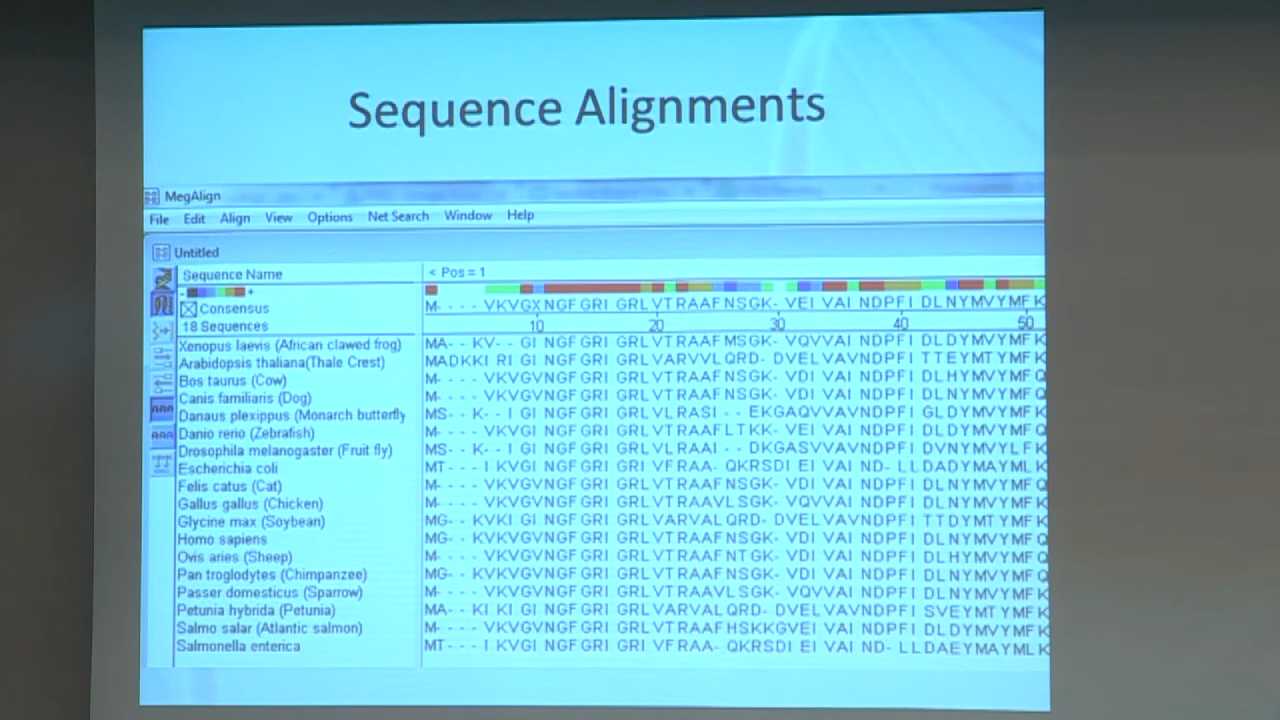 Sequence Alignments
MegAlign
File Edit Align View Options Net Search Window Help
Untitled
Sequence Name < Pos = 1
- +
Consensus M- - - - VKVGXNGFGRI GRLVTRAAFNSGK- VEI VAI NDPFI DLNYMVYMFK
18 Sequences 10 20 30 40 50
Xenopus laevis (African clawed frog) MA- - KV- - GI NGFGRI GRLVTRAAFMSGK- VQVVAI NDPFI DLDYMVYMFK
Arabidopsis thaliana(Thale Crest) MADKKI RI GI NGFGRI GRLVARVVLQRD- DVELVAVNDPFI TTEYMTYMFK
Bos taurus (Cow) M- - - - VKVGVNGFGRI GRLVTRAAFNSGK- VDI VAI NDPFI DLHYMVYMFQ
Canis familiaris (Dog) M- - - - VKVGVNGFGRI GRLVTRAAFNSGK- VDI VAI NDPFI DLNYMVYMFQ
Danaus plexippus (Monarch butterfly MS- - K- - I GI NGFGRI GRLVLRASI - - EKGAQVVAVNDPFI GLDYMVYMFK
Danio rerio (Zebrafish) M- - - - VKVGVNGFGRI GRLVTRAAFLTKK- VEI VAI NDPFI DLDYMVYMFQ
Drosophila melanogaster (Fruit fly) MS- - K- - I GI NGFGRI GRLVLRAAI - - DKGASVVAVNDPFI DVNYMVYLFK
Escherichia coli MT- - - I KVGI NGFGRI GRI VFRAA- QKRSDI EI VAI ND- LLDADYMAYMLK
Felis catus (Cat) M- - - - VKVGVNGFGRI GRLVTRAAFNSGK- VDI VAI NDPFI DLNYMVYMFQ
Gallus gallus (Chicken) M- - - - VKVGVNGFGRI GRLVTRAAVLSGK- VQVVAI NDPFI DLNYMVYMFK
Glycine max (Soybean) MG- - KVKI GI NGFGRI GRLVARVALQRD- DVELVAVNDPFI TTDYMTYMFK
Homo sapiens MG- - KVKVGVNGFGRI GRLVTRAAFNSGK- VDI VAI NDPFI DLNYMVYMFQ
Ovis aries (Sheep) M- - - - VKVGVNGFGRI GRLVTRAAFNTGK- VDI VAI NDPFI DLHYMVYMFQ
Pan troglodytes (Chimpanzee) MG- - KVKVGVNGFGRI GRLVTRAAFNSGK- VDI VAI NDPFI DLNYMVYMFQ
Passer domesticus (Sparrow) M- - - - VKVGVNGFGRI GRLVTRAAVLSGK- VQVVAI NDPFI DLNYMVYMFK
Petunia hybrida (Petunia) MA- - KI KI GI NGFGRI GRLVARVALQRD- DVELVAVNDPFI SVEYMTYMFK
Salmo salar (Atlantic salmon) M- - - - VKVGVNGFGRI GRLVTRAAFHSKKGVEI VAI NDPFI DLDYMVYMFK
Salmonella enterica MT- - - I KVGI NGFGRI GRI VFRAA- QKRSDI EI VAI ND- LLDAEYMAYMLK